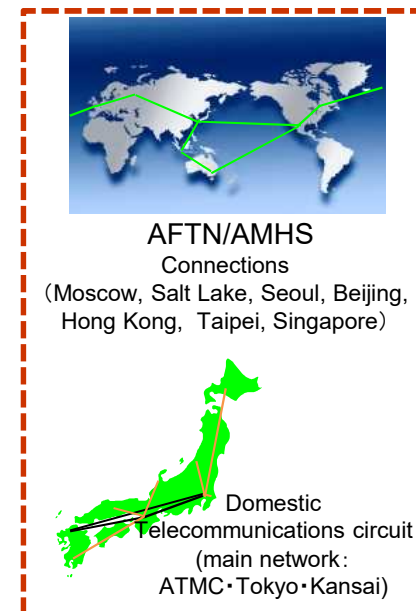 AFTN/AMHS
Connections
（Moscow, Salt Lake, Seoul, Beijing,
Hong Kong, Taipei, Singapore）
Domestic
Telecommunications circuit
(main network：
ATMC・Tokyo・Kansai)